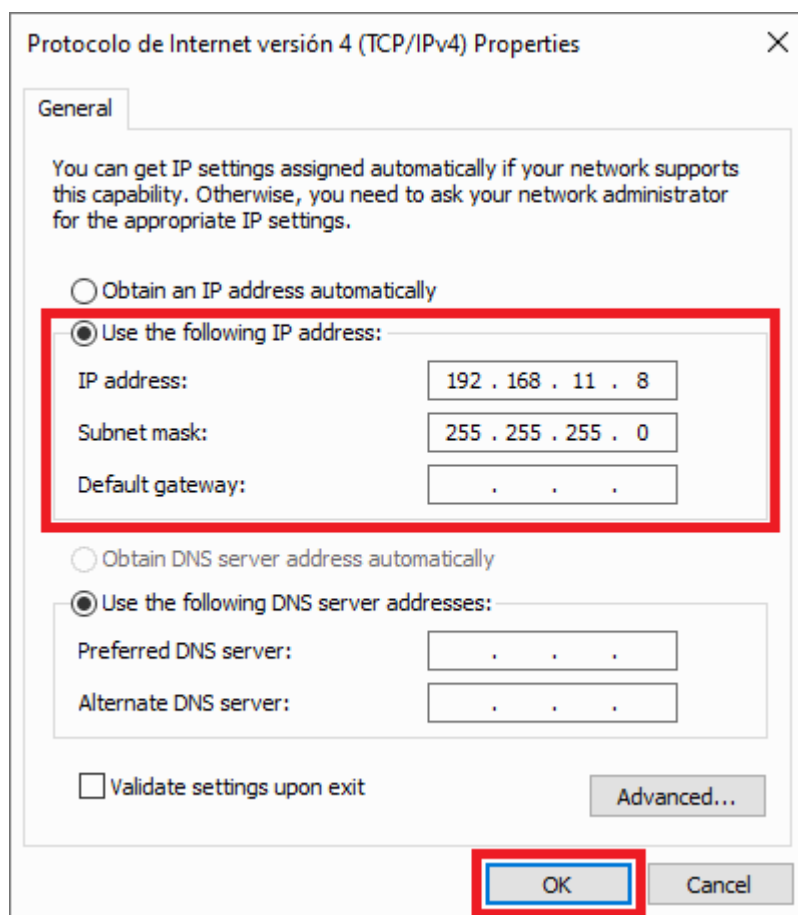 Protocolo de Internet versión 4 (TCP/IPv4) Properties
General
You can get IP settings assigned automatically if your network supports
this capability. Otherwise, you need to ask your network administrator
for the appropriate IP settings.
Obtain an IP address automatically
Use the following IP address:
IP address: 192 . 168 . 11 . 8
Subnet mask: 255 . 255 . 255 . 0
Default gateway: . . .
Obtain DNS server address automatically
Use the following DNS server addresses:
Preferred DNS server: . . .
Alternate DNS server: . . .
Validate settings upon exit
Advanced...
OK Cancel